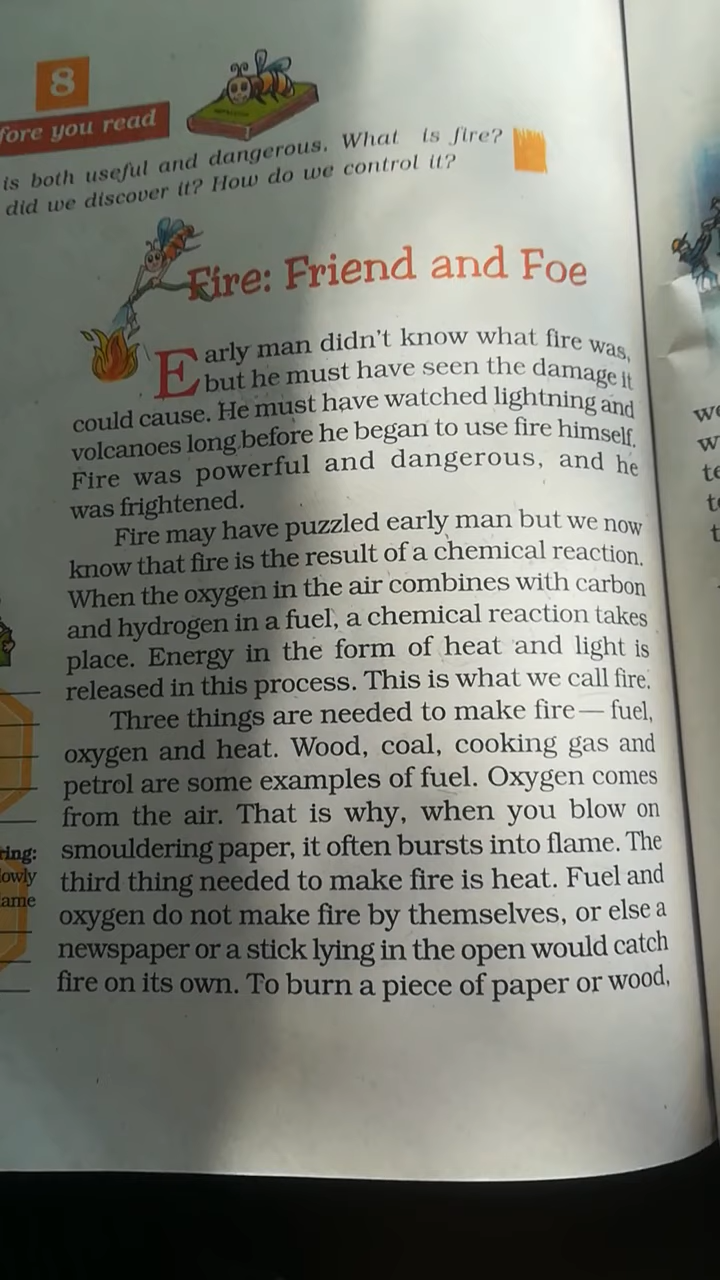 8
fore you read
is both useful and dangerous. What is fire?
did we discover it? How do we control it?
Fire: Friend and Foe
Early man didn't know what fire was,
but he must have seen the damage it
could cause. He must have watched lightning and
volcanoes long before he began to use fire himself.
Fire was powerful and dangerous, and he
was frightened.
Fire may have puzzled early man but we now
know that fire is the result of a chemical reaction.
When the oxygen in the air combines with carbon
and hydrogen in a fuel, a chemical reaction takes
place. Energy in the form of heat and light is
released in this process. This is what we call fire.
Three things are needed to make fire — fuel,
oxygen and heat. Wood, coal, cooking gas and
petrol are some examples of fuel. Oxygen comes
from the air. That is why, when you blow on
smouldering paper, it often bursts into flame. The
third thing needed to make fire is heat. Fuel and
oxygen do not make fire by themselves, or else a
newspaper or a stick lying in the open would catch
fire on its own. To burn a piece of paper or wood,
ring:
owly
ame